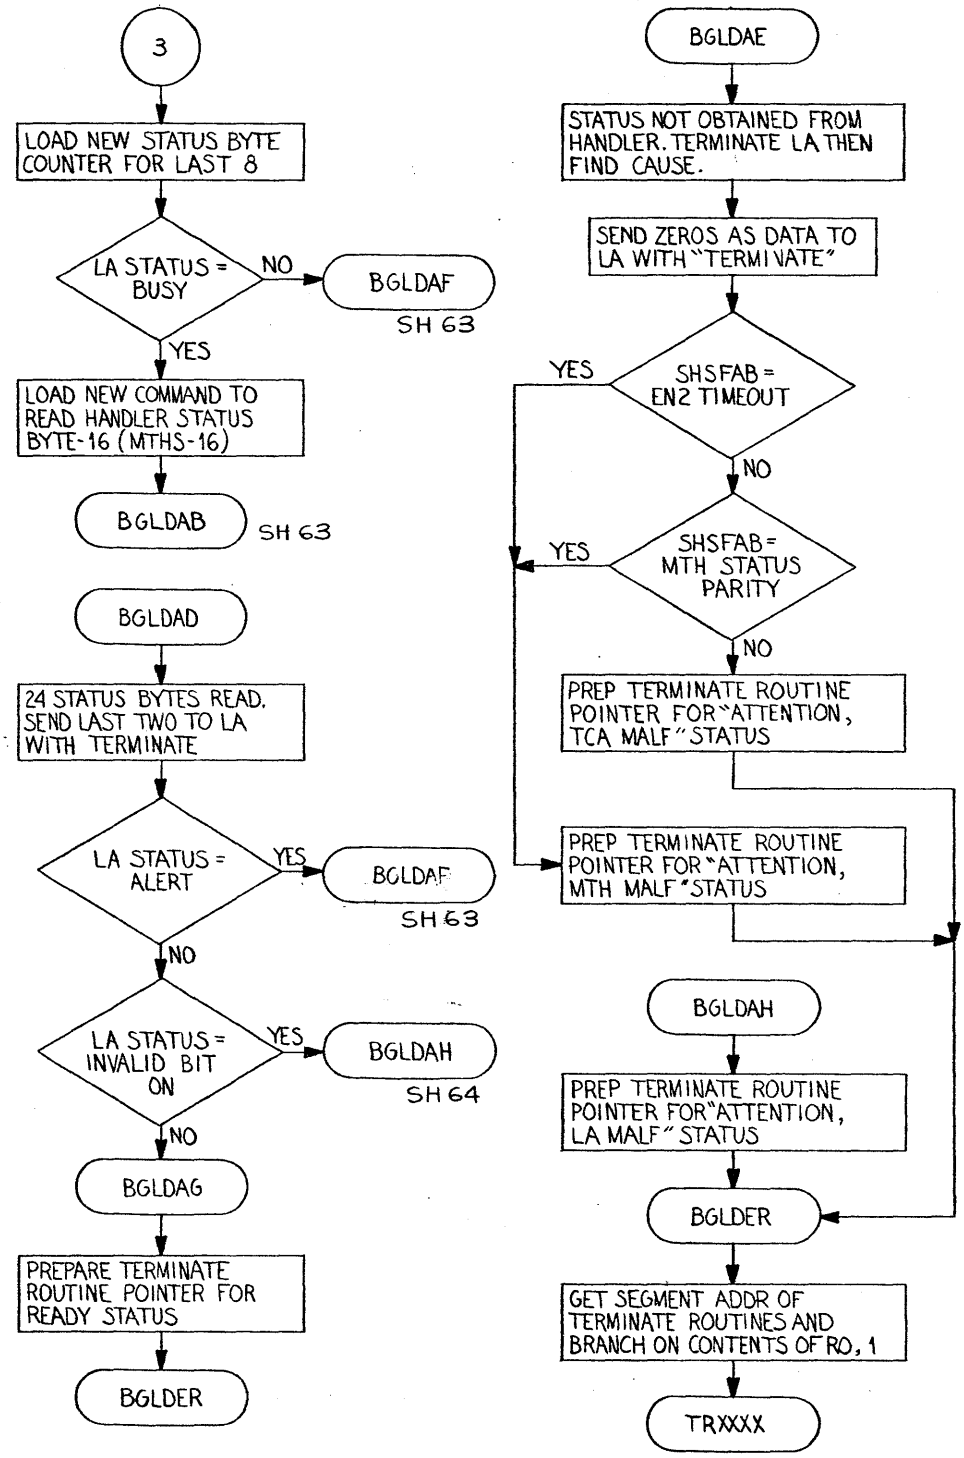 3
LOAD NEW STATUS BYTE
COUNTER FOR LAST 8
LA STATUS =
BUSY
NO
BGLDAF
SH 63
YES
LOAD NEW COMMAND TO
READ HANDLER STATUS
BYTE-16 (MTHS-16)
BGLDAB
SH 63
BGLDAD
24 STATUS BYTES READ.
SEND LAST TWO TO LA
WITH TERMINATE
LA STATUS =
ALERT
YES
BGLDAF
SH 63
NO
LA STATUS =
INVALID BIT
ON
YES
BGLDAH
SH 64
NO
BGLDAG
PREPARE TERMINATE
ROUTINE POINTER FOR
READY STATUS
BGLDER
BGLDAE
STATUS NOT OBTAINED FROM
HANDLER. TERMINATE LA THEN
FIND CAUSE.
SEND ZEROS AS DATA TO
LA WITH "TERMINATE"
SHSFAB =
EN2 TIMEOUT
YES
NO
SHSFAB =
MTH STATUS
PARITY
YES
NO
PREP TERMINATE ROUTINE
POINTER FOR "ATTENTION,
TCA MALF" STATUS
PREP TERMINATE ROUTINE
POINTER FOR "ATTENTION,
MTH MALF" STATUS
BGLDAH
PREP TERMINATE ROUTINE
POINTER FOR "ATTENTION,
LA MALF" STATUS
BGLDER
GET SEGMENT ADDR OF
TERMINATE ROUTINES AND
BRANCH ON CONTENTS OF RO, 1
TRXXXX